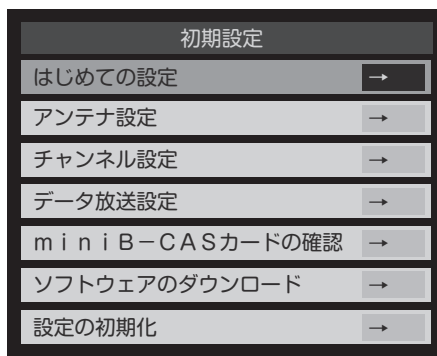 初期設定
はじめての設定 →
アンテナ設定 →
チャンネル設定 →
データ放送設定 →
ｍｉｎｉＢ－ＣＡＳカードの確認 →
ソフトウェアのダウンロード →
設定の初期化 →